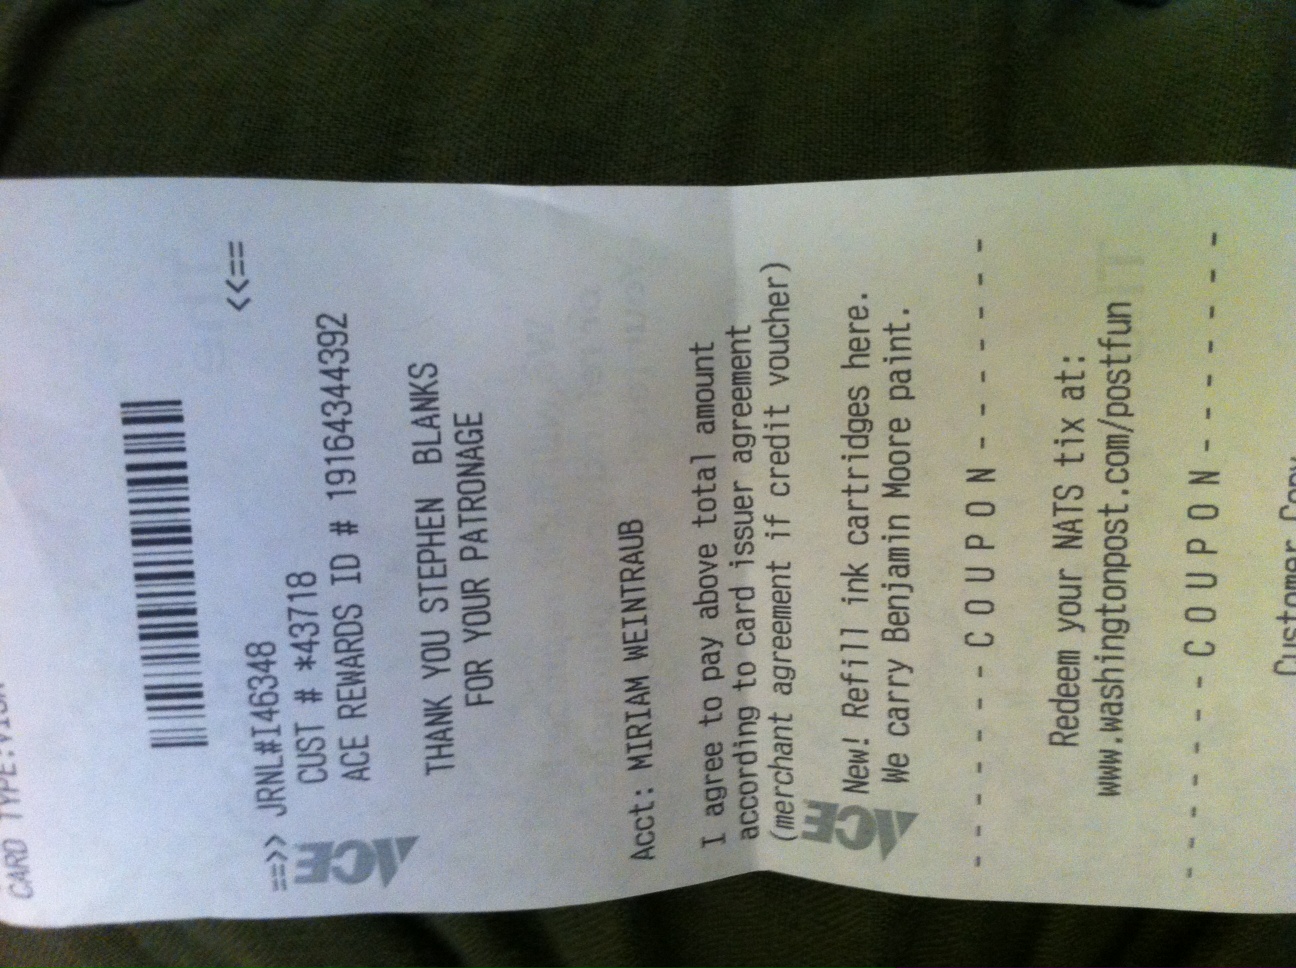 CARD TYPE:VISA
==>> JRNL#I46348 <<==
CUST # *43718
ACE REWARDS ID # 19164344392
ACE
THANK YOU STEPHEN  BLANKS
FOR YOUR PATRONAGE
Acct: MIRIAM WEINTRAUB
I agree to pay above total amount
according to card issuer agreement
(merchant agreement if credit voucher)
ACE
New! Refill ink cartridges here.
We carry Benjamin Moore paint.
- - - - - - - C O U P O N - - - - - - -
Redeem your NATS tix at:
www.washingtonpost.com/postfun
- - - - - - - C O U P O N - - - - - - -
Customer Copy